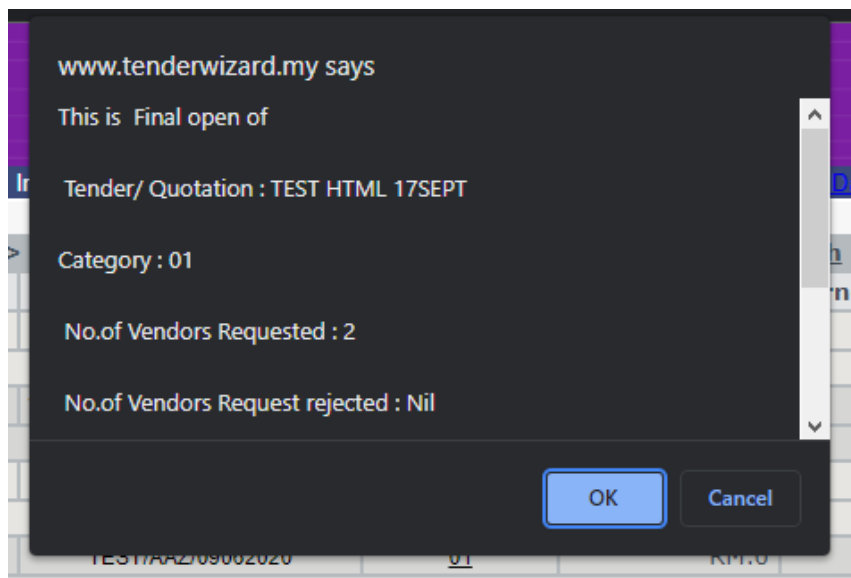 www.tenderwizard.my says
This is Final open of
Tender/ Quotation : TEST HTML 17SEPT
Category : 01
No.of Vendors Requested : 2
No.of Vendors Request rejected : Nil
OK Cancel
01